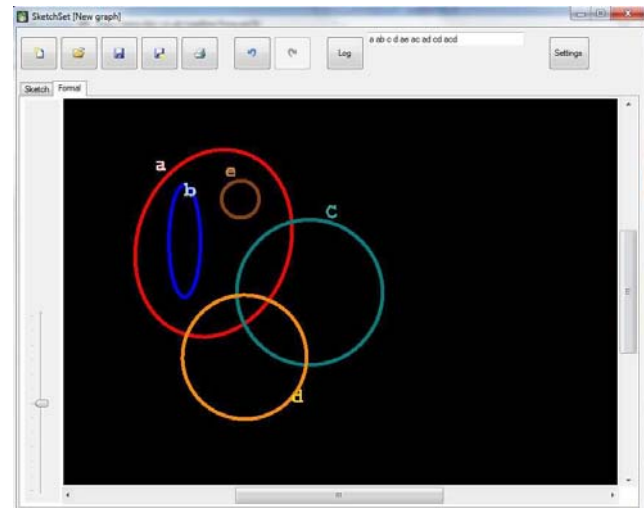 SketchSet [New graph]
Log
a ab c d ae ac ad cd acd
Settings
Sketch Formal
a
e
b
C
d